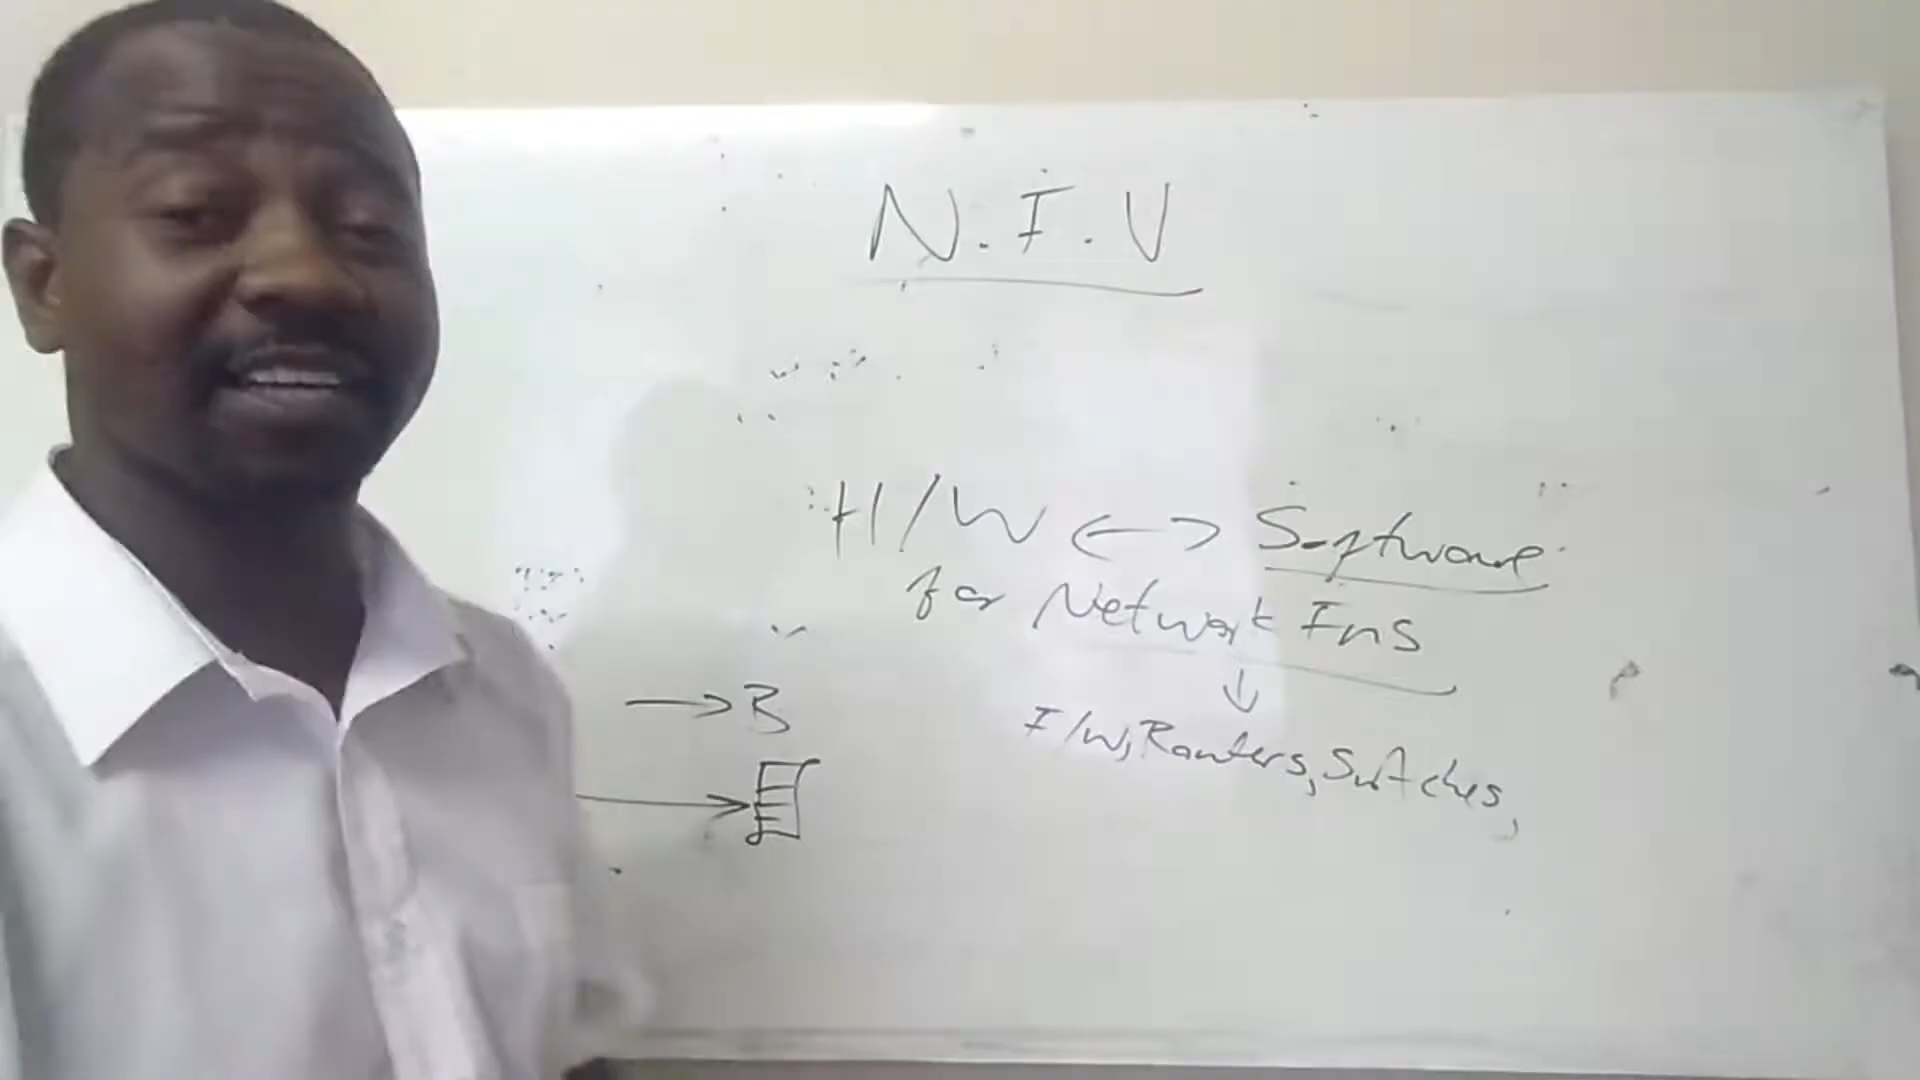 N.F.V
H/W <-> Software
for Network Fns
↓
F/W, Routers, Switches,
→ B